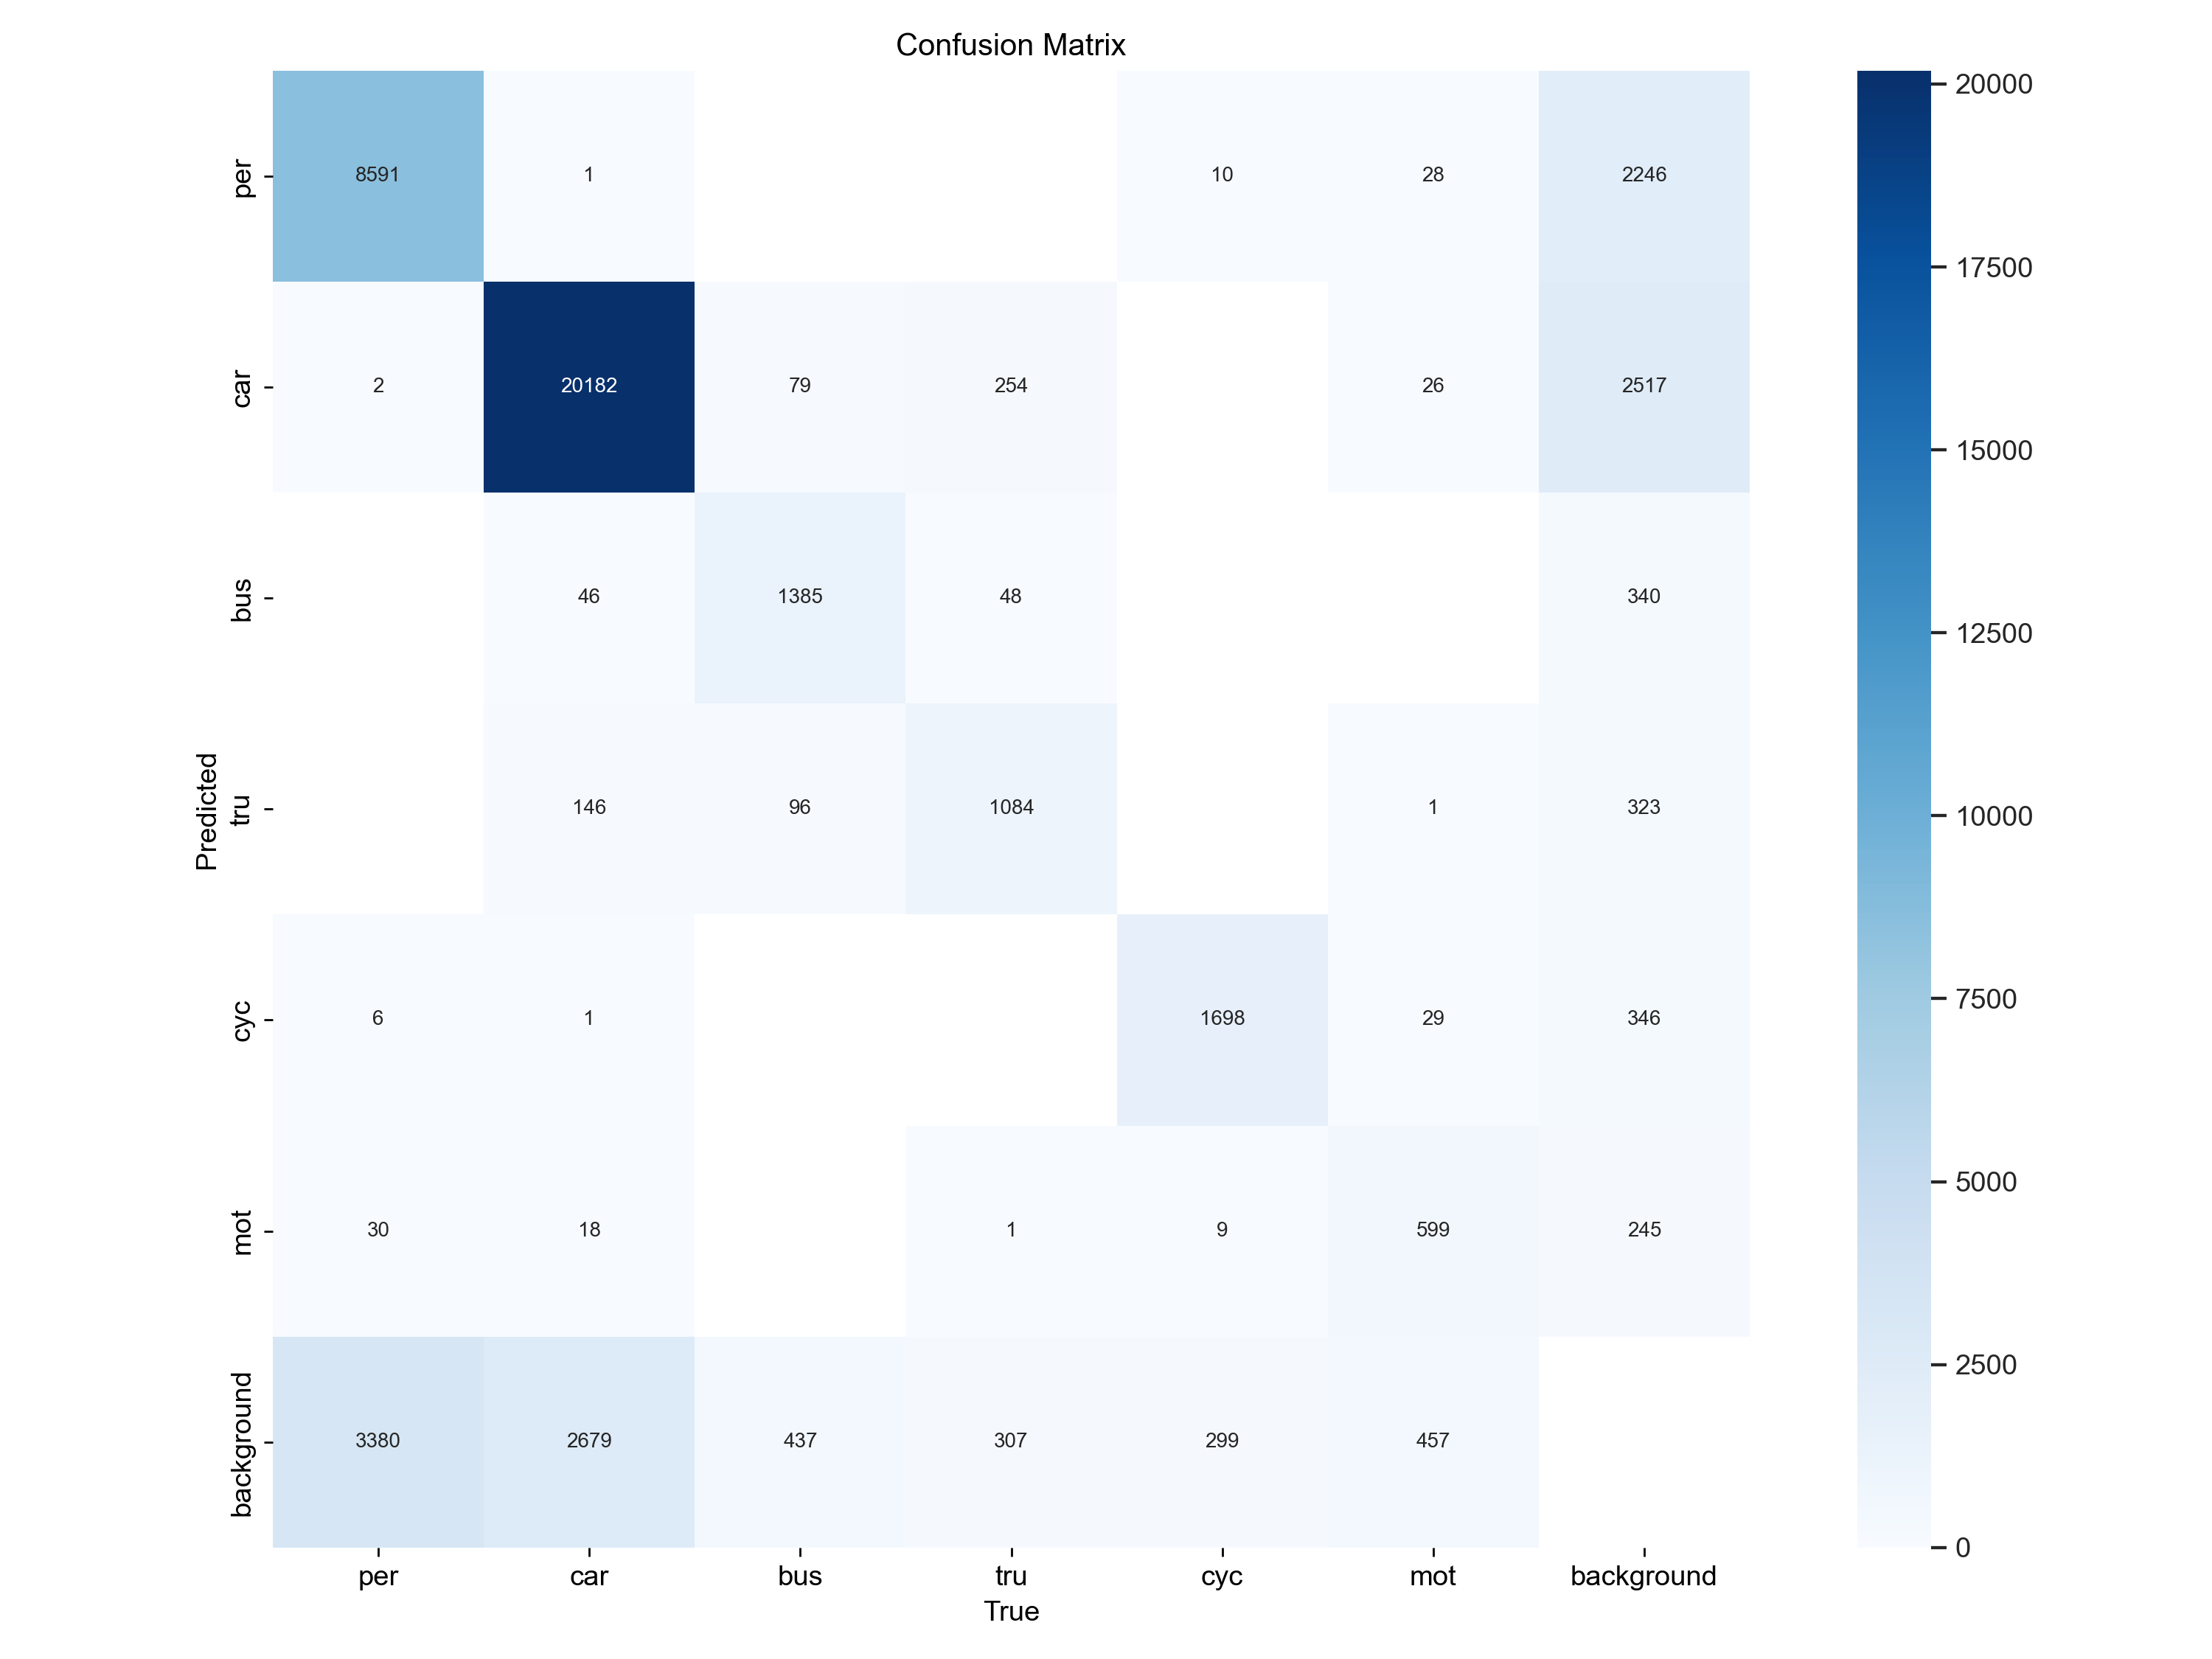 Confusion Matrix
per 8591 1 10 28 2246
car 2 20182 79 254 26 2517
bus 46 1385 48 340
tru 146 96 1084 1 323
cyc 6 1 1698 29 346
mot 30 18 1 9 599 245
background 3380 2679 437 307 299 457
Predicted
per car bus tru cyc mot background
True
20000
17500
15000
12500
10000
7500
5000
2500
0